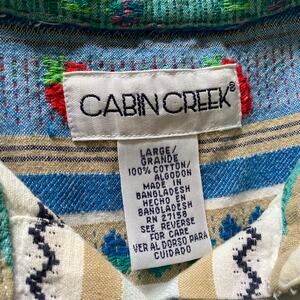 CABIN CREEK®
LARGE/
GRANDE
100% COTTON/
ALGODON
MADE IN
BANGLADESH
HECHO EN
BANGLADESH
RN 27158
SEE REVERSE
FOR CARE
VER AL DORSO PARA
CUIDADO